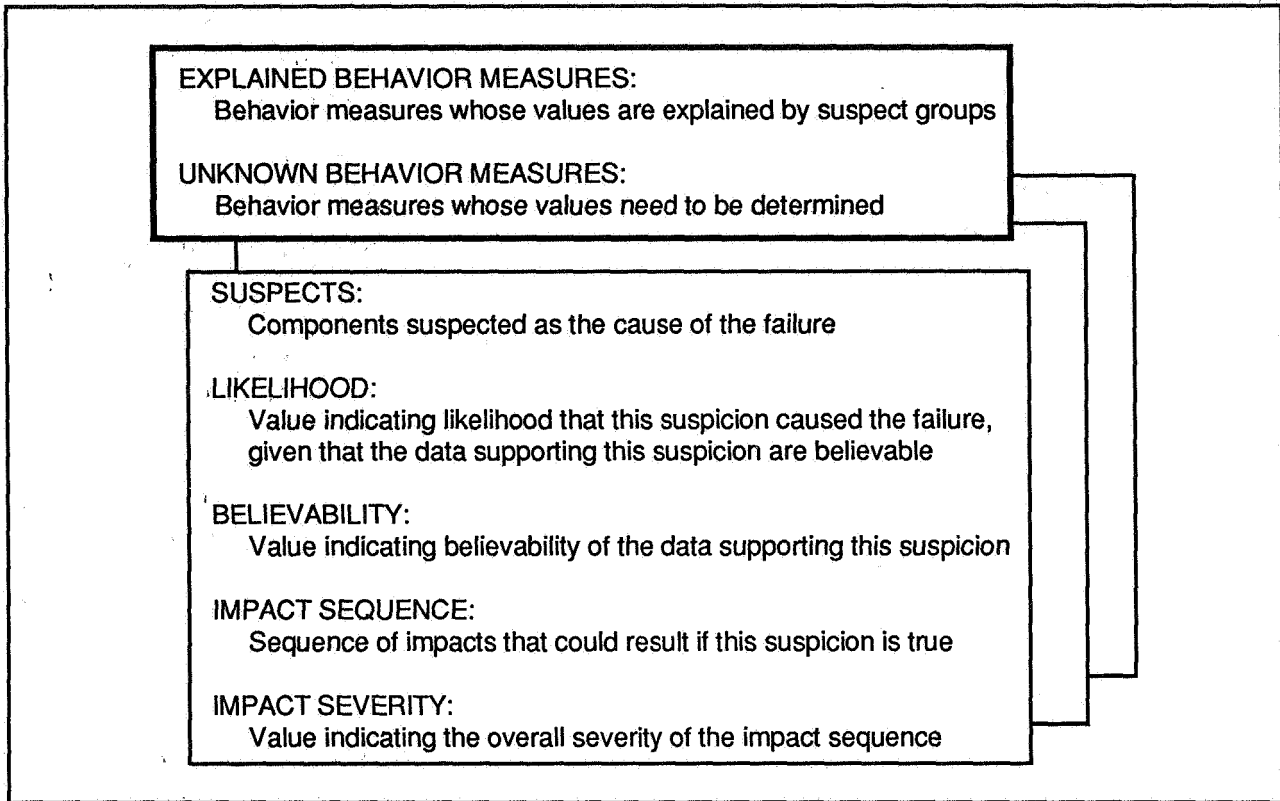 EXPLAINED BEHAVIOR MEASURES:
Behavior measures whose values are explained by suspect groups
UNKNOWN BEHAVIOR MEASURES:
Behavior measures whose values need to be determined
SUSPECTS:
Components suspected as the cause of the failure
LIKELIHOOD:
Value indicating likelihood that this suspicion caused the failure,
given that the data supporting this suspicion are believable
BELIEVABILITY:
Value indicating believability of the data supporting this suspicion
IMPACT SEQUENCE:
Sequence of impacts that could result if this suspicion is true
IMPACT SEVERITY:
Value indicating the overall severity of the impact sequence